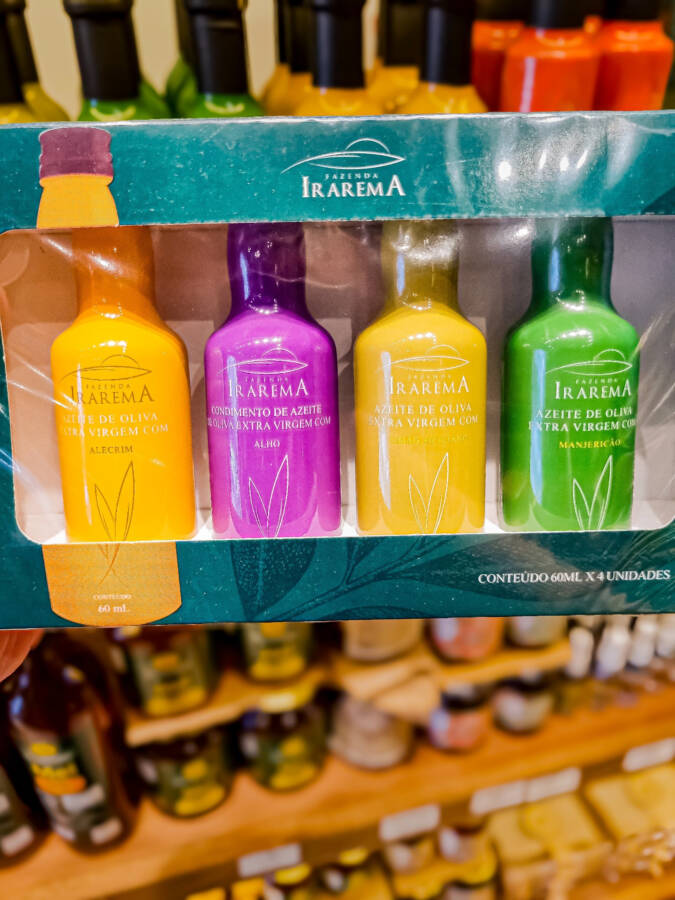 FAZENDA
IRAREMA
FAZENDA
IRAREMA
AZEITE DE OLIVA
EXTRA VIRGEM COM
ALECRIM
FAZENDA
IRAREMA
CONDIMENTO DE AZEITE
DE OLIVA EXTRA VIRGEM COM
ALHO
FAZENDA
IRAREMA
AZEITE DE OLIVA
EXTRA VIRGEM COM
FAZENDA
IRAREMA
AZEITE DE OLIVA
EXTRA VIRGEM COM
MANJERICÃO
CONTEÚDO 60ML X 4 UNIDADES
CONTEÚDO
60 mL